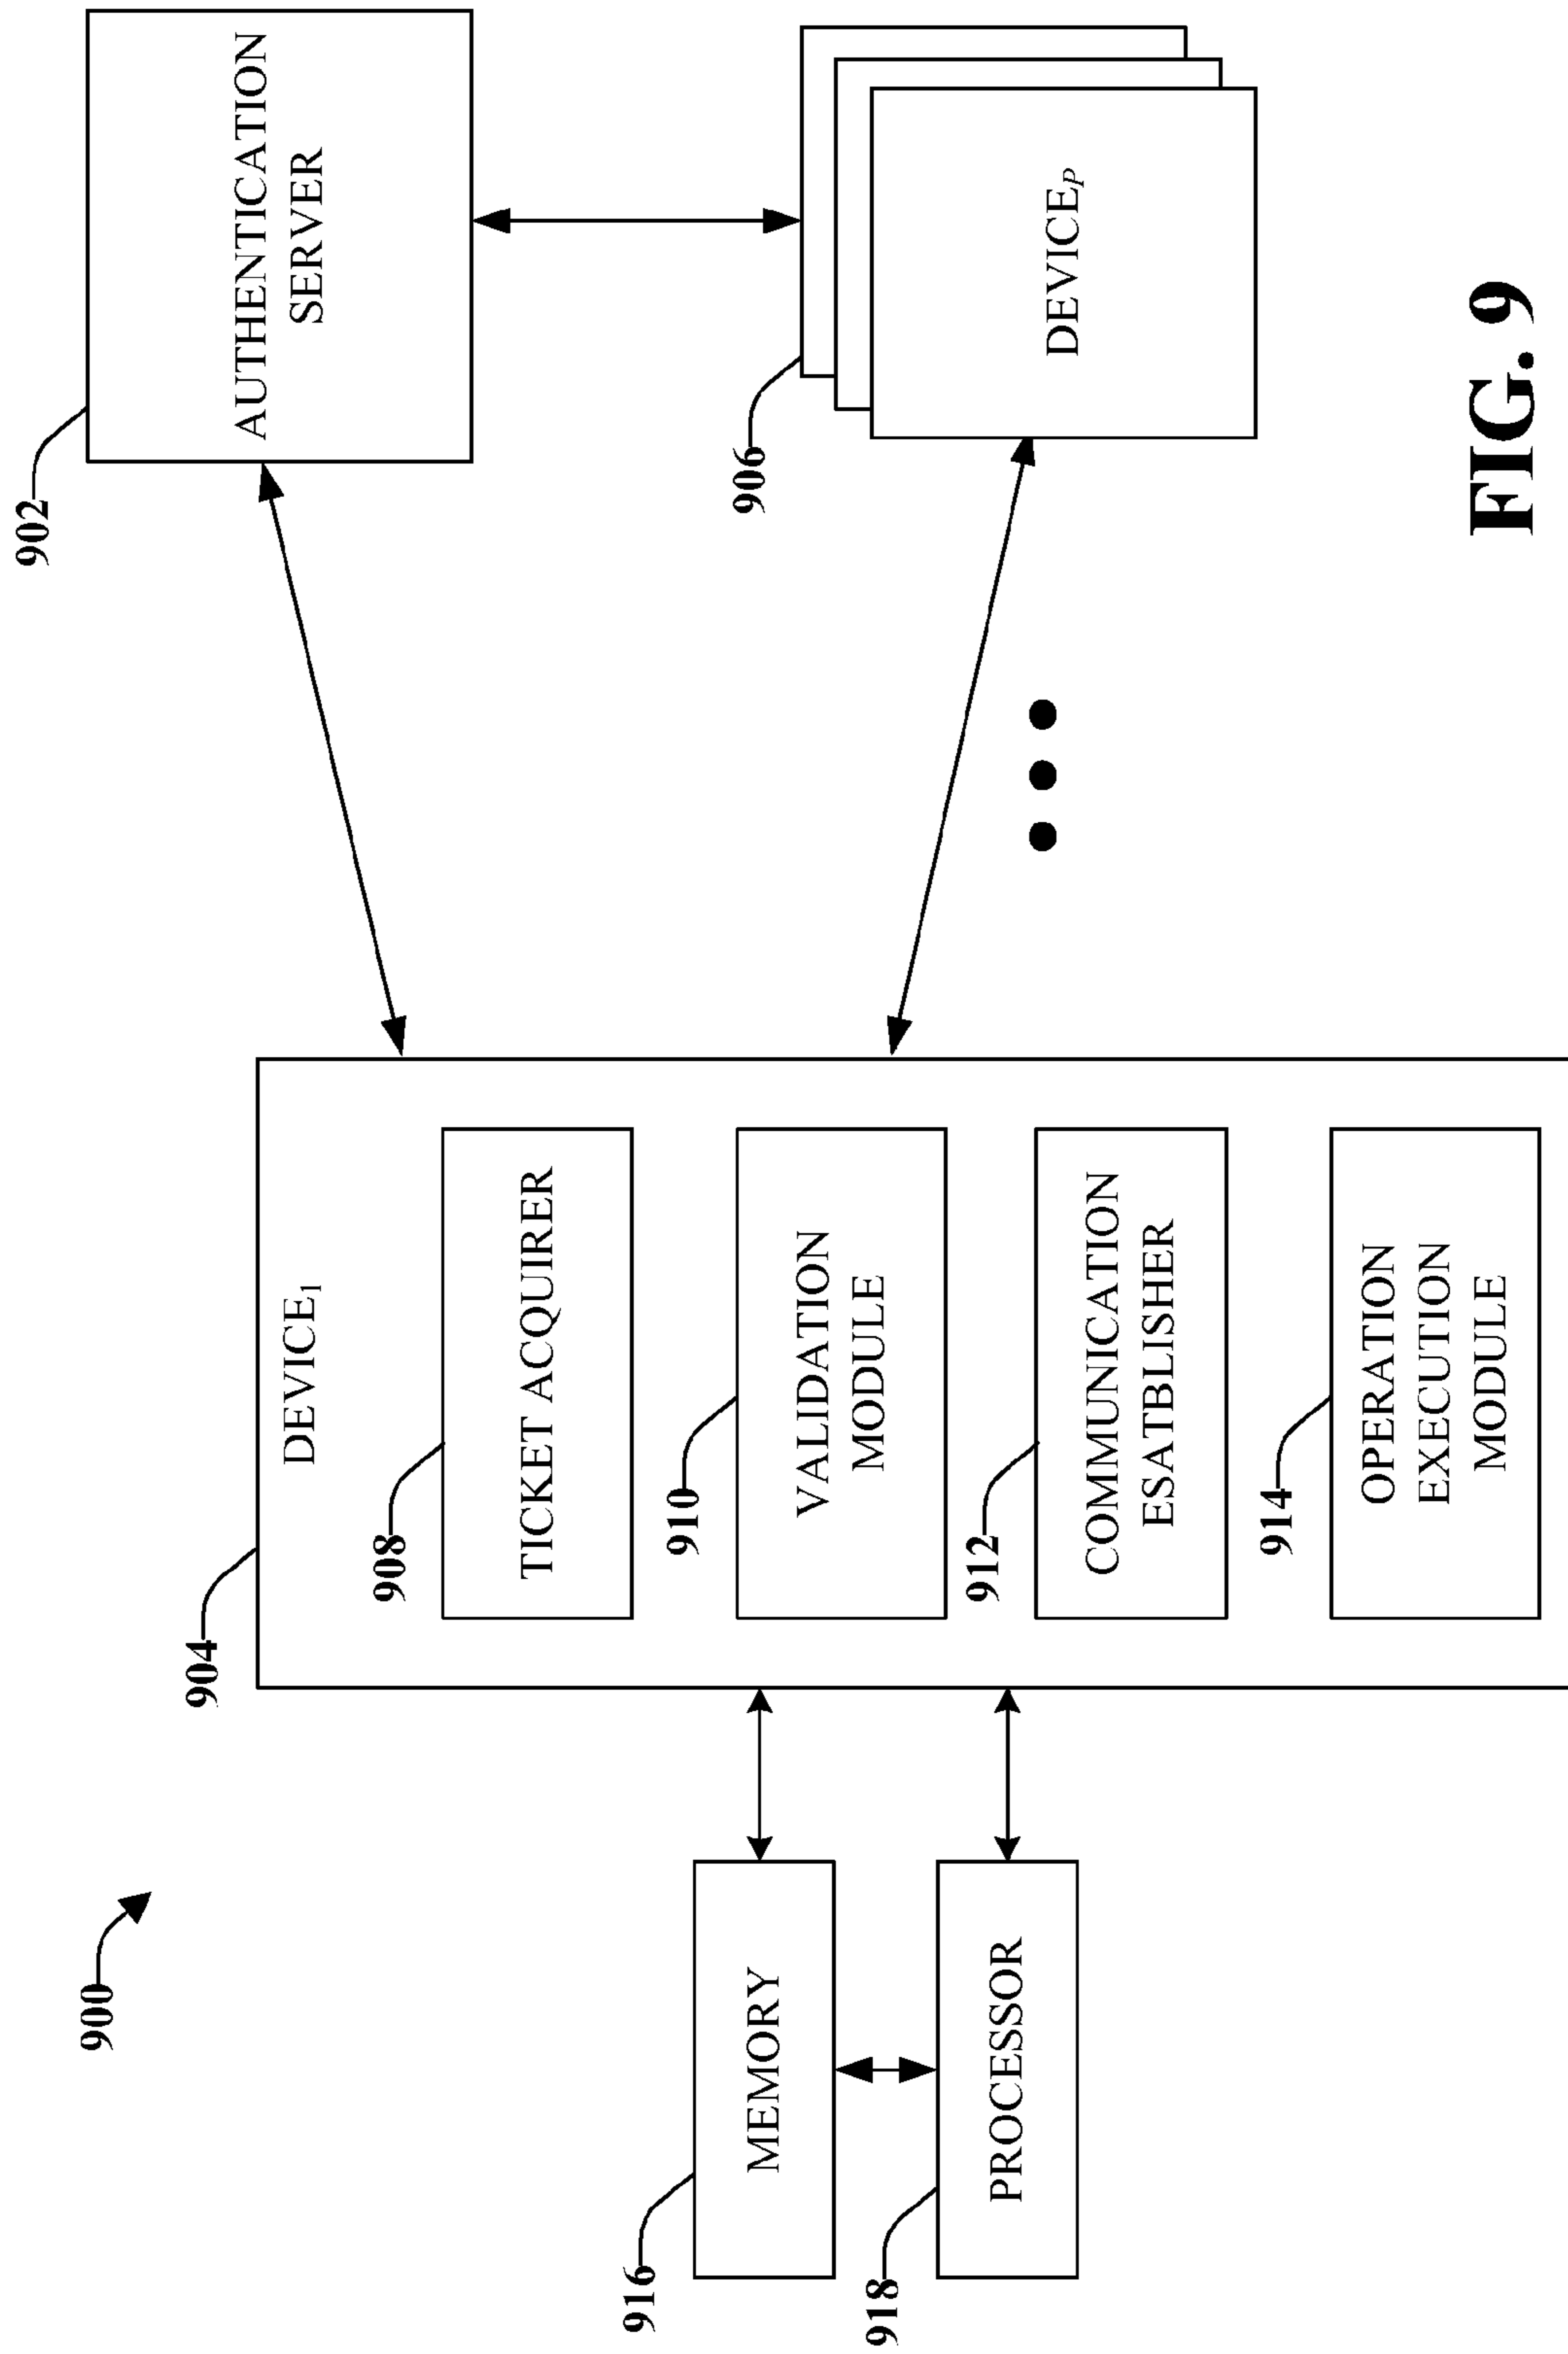 900
902
AUTHENTICATION
SERVER
904
DEVICE1
908
TICKET ACQUIRER
910
VALIDATION
MODULE
912
COMMUNICATION
ESATBLISHER
914
OPERATION
EXECUTION
MODULE
916
MEMORY
918
PROCESSOR
906
DEVICEP
FIG. 9